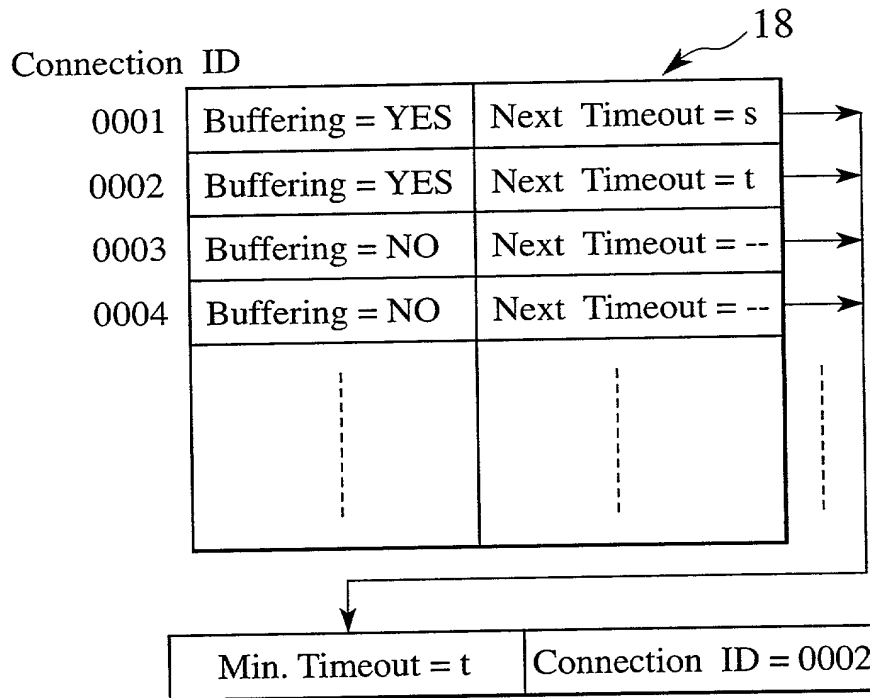 18
Connection ID
0001 Buffering = YES Next Timeout = s
0002 Buffering = YES Next Timeout = t
0003 Buffering = NO Next Timeout = --
0004 Buffering = NO Next Timeout = --
Min. Timeout = t Connection ID = 0002